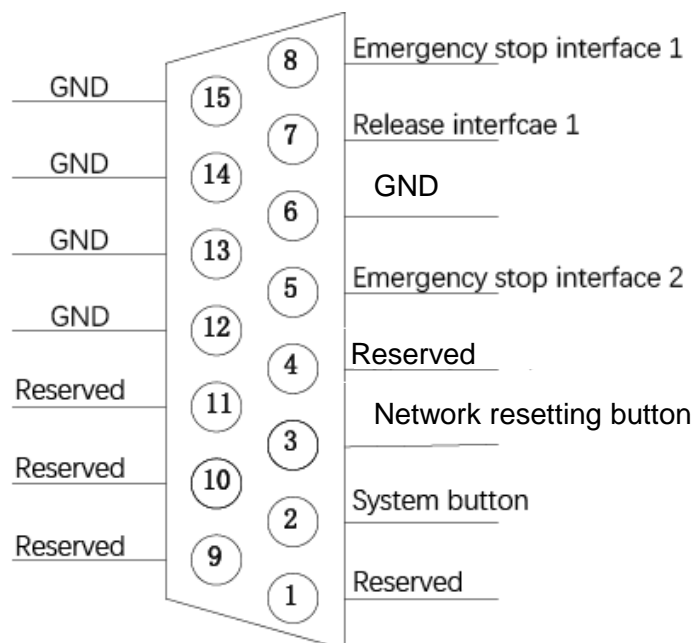 8 Emergency stop interface 1
GND 15
7 Release interfcae 1
GND 14
6 GND
GND 13
5 Emergency stop interface 2
GND 12
4 Reserved
Reserved 11
3 Network resetting button
Reserved 10
2 System button
Reserved 9
1 Reserved